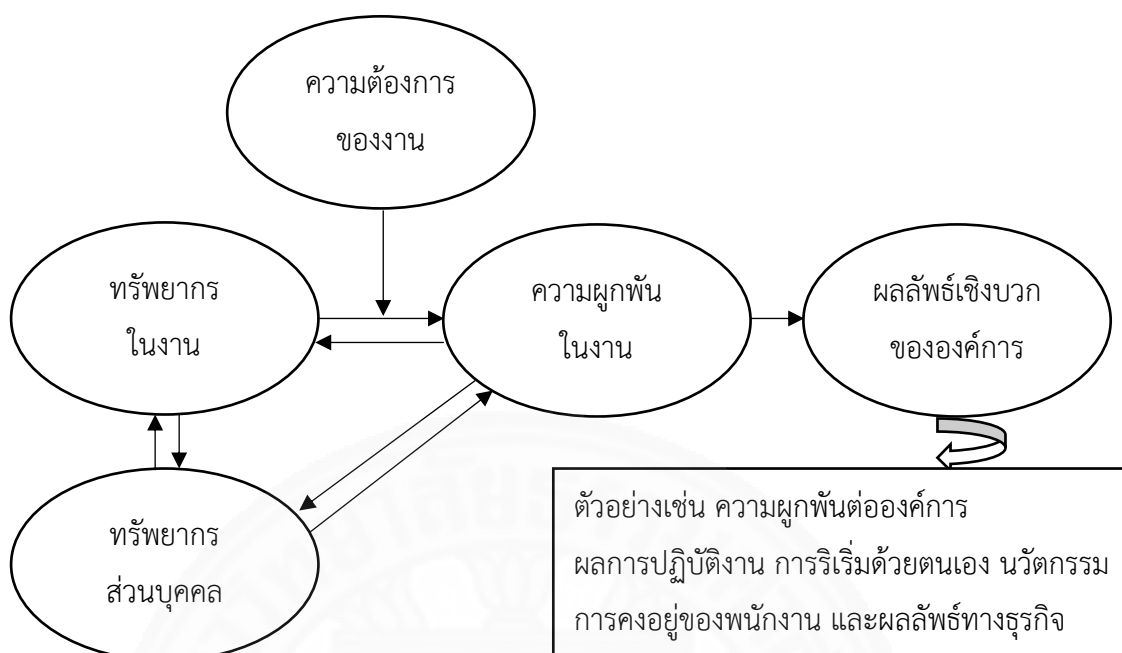 ความต้องการ
ของงาน
ทรัพยากร
ในงาน
ความผูกพัน
ในงาน
ผลลัพธ์เชิงบวก
ขององค์การ
ทรัพยากร
ส่วนบุคคล
ตัวอย่างเช่น ความผูกพันต่อองค์การ
ผลการปฏิบัติงาน การริเริ่มด้วยตนเอง นวัตกรรม
การคงอยู่ของพนักงาน และผลลัพธ์ทางธุรกิจ